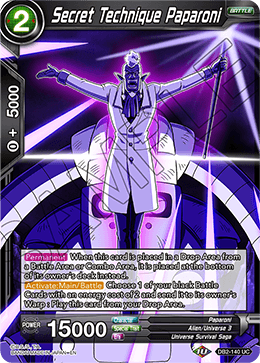 2
Secret Technique Paparoni
BATTLE
0 + 5000
Permanent When this card is placed in a Drop Area from
a Battle Area or Combo Area, it is placed at the bottom
of its owner's deck instead.
Activate Main/Battle Choose 1 of your black Battle
Cards with an energy cost of 2 and send it to its owner's
Warp : Play this card from your Drop Area.
POWER
15000
Paparoni
Alien/Universe 3
Universe Survival Saga
DB2-140 UC